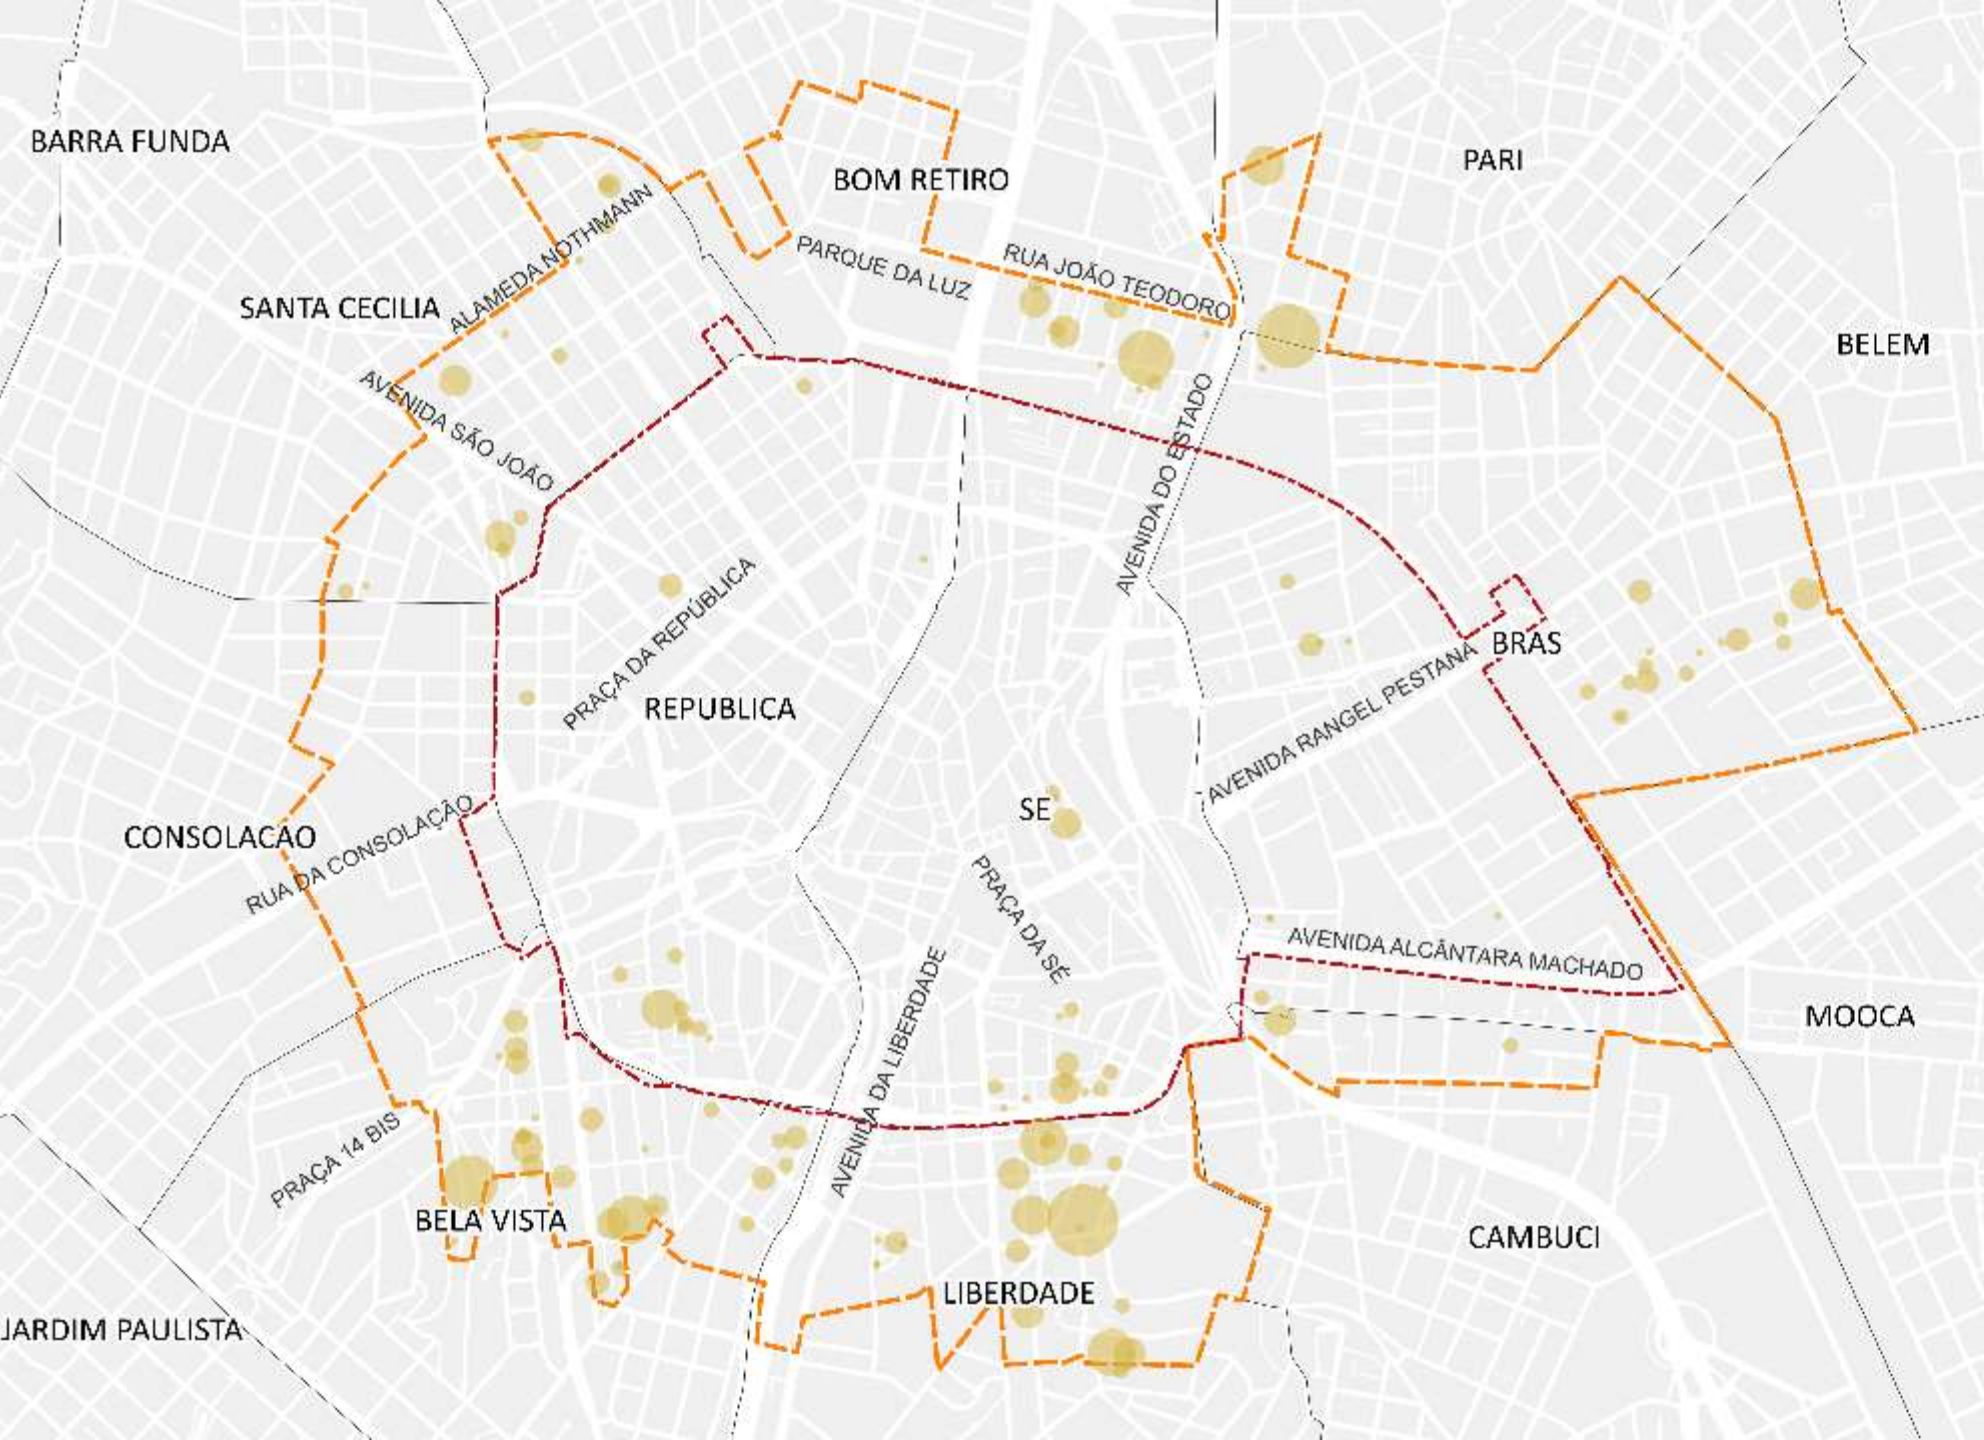 BARRA FUNDA
BOM RETIRO
PARI
ALAMEDA NOTHMANN
PARQUE DA LUZ
RUA JOÃO TEODORO
SANTA CECILIA
BELEM
AVENIDA SÃO JOÃO
AVENIDA DO ESTADO
PRAÇA DA REPÚBLICA
BRAS
REPUBLICA
AVENIDA RANGEL PESTANA
SE
CONSOLACAO
RUA DA CONSOLAÇÃO
PRAÇA DA SÉ
AVENIDA ALCÂNTARA MACHADO
MOOCA
AVENIDA DA LIBERDADE
PRAÇA 14 BIS
BELA VISTA
CAMBUCI
LIBERDADE
JARDIM PAULISTA